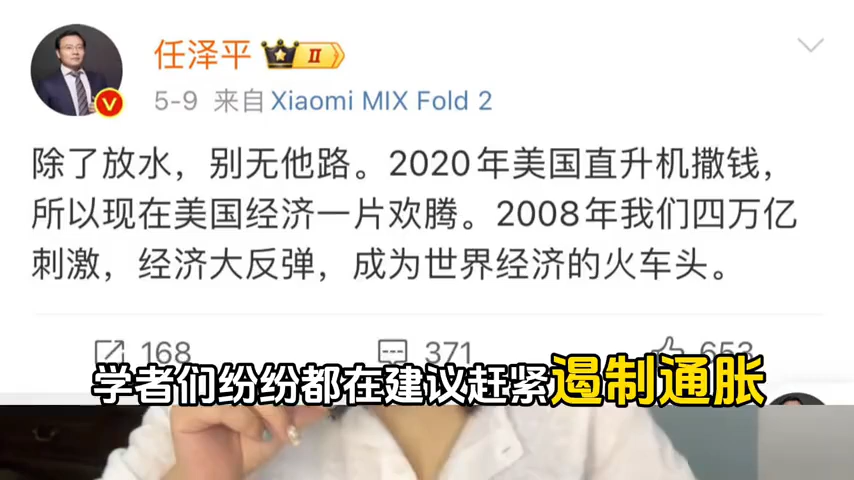 任泽平 II
5-9 来自 Xiaomi MIX Fold 2
除了放水，别无他路。2020年美国直升机撒钱，
所以现在美国经济一片欢腾。2008年我们四万亿
刺激，经济大反弹，成为世界经济的火车头。
168 371 653
学者们纷纷都在建议赶紧遏制通胀